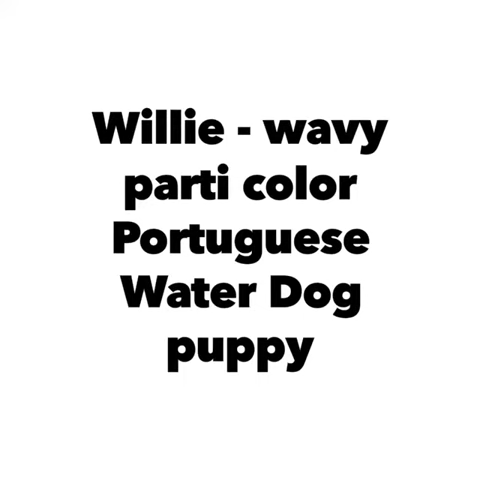 Willie - wavy
parti color
Portuguese
Water Dog
puppy